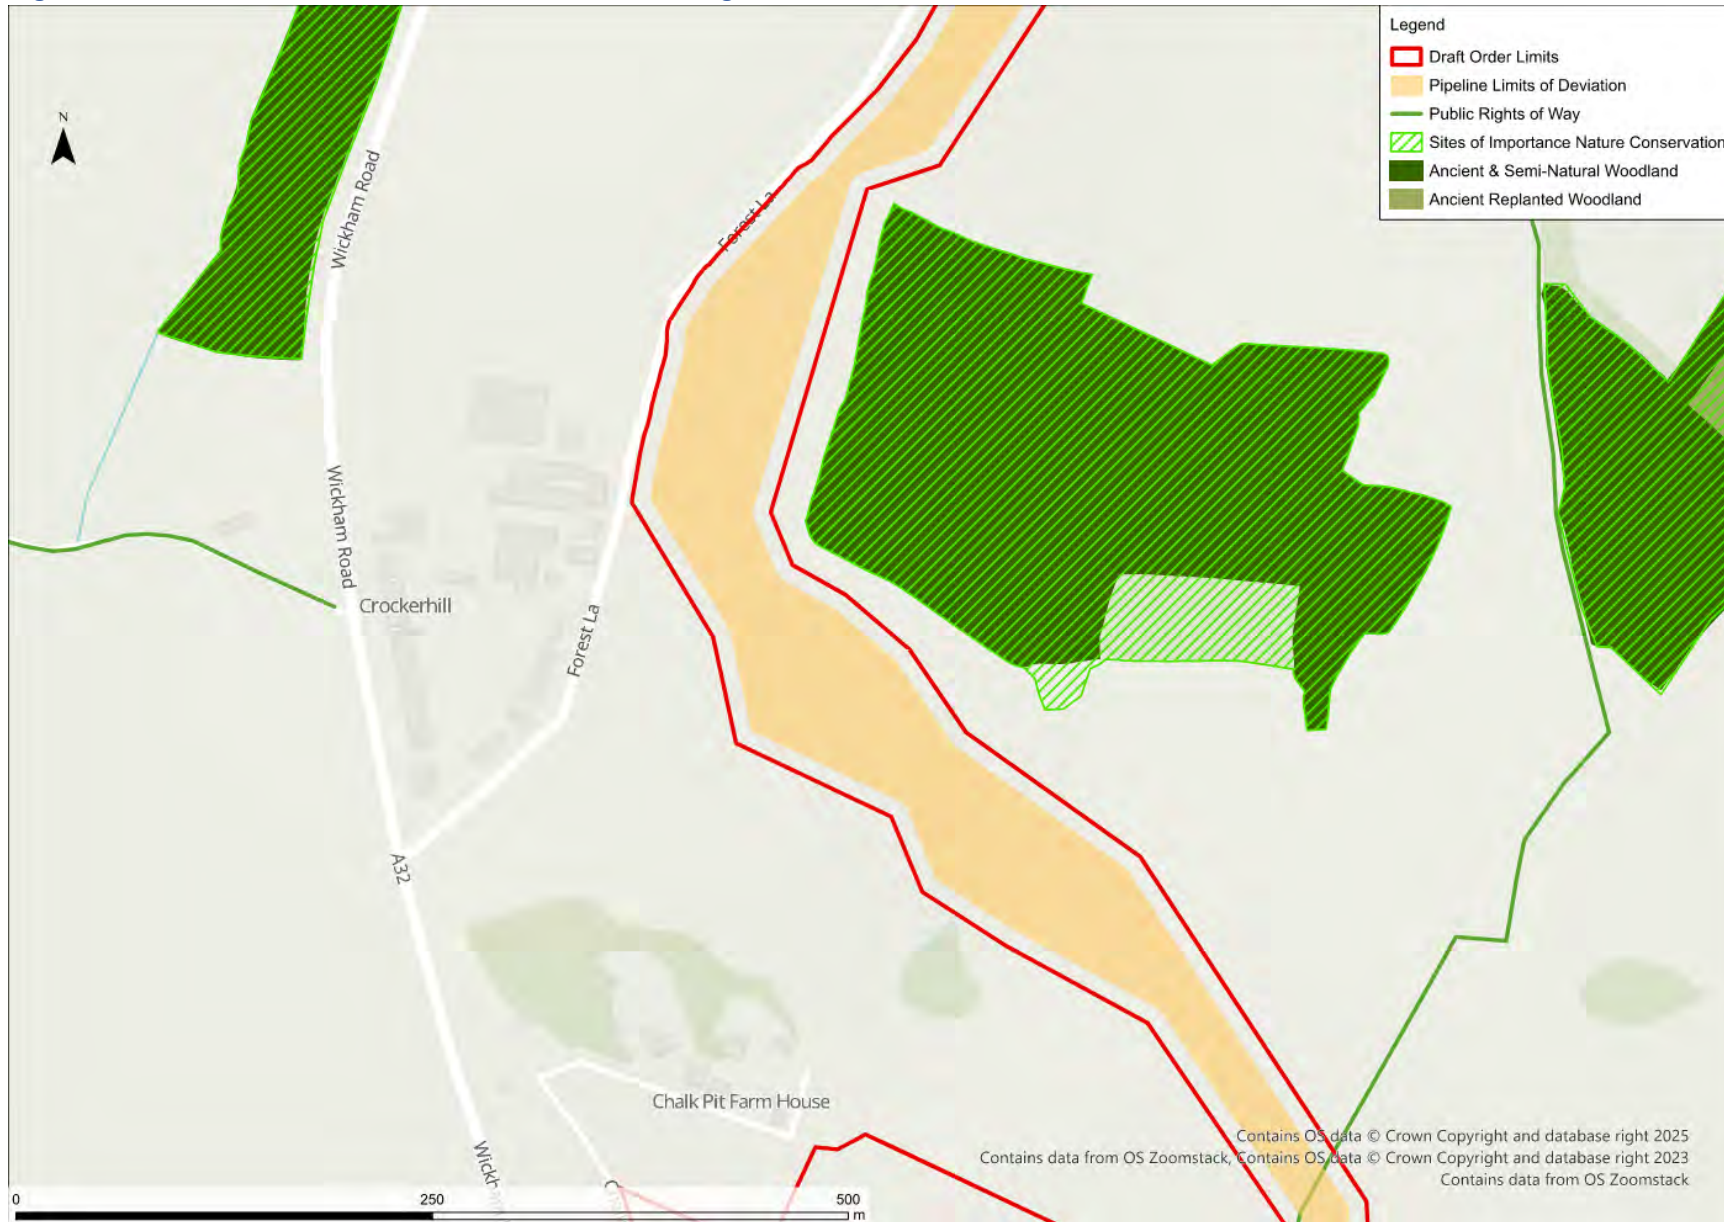 Legend
Draft Order Limits
Pipeline Limits of Deviation
Public Rights of Way
Sites of Importance Nature Conservation
Ancient & Semi-Natural Woodland
Ancient Replanted Woodland
N
Wickham Road
Forest La
Wickham Road
Crockerhill
Forest La
A32
Chalk Pit Farm House
Contains OS data © Crown Copyright and database right 2025
Contains data from OS Zoomstack, Contains OS data © Crown Copyright and database right 2023
Contains data from OS Zoomstack
0 250 500
m